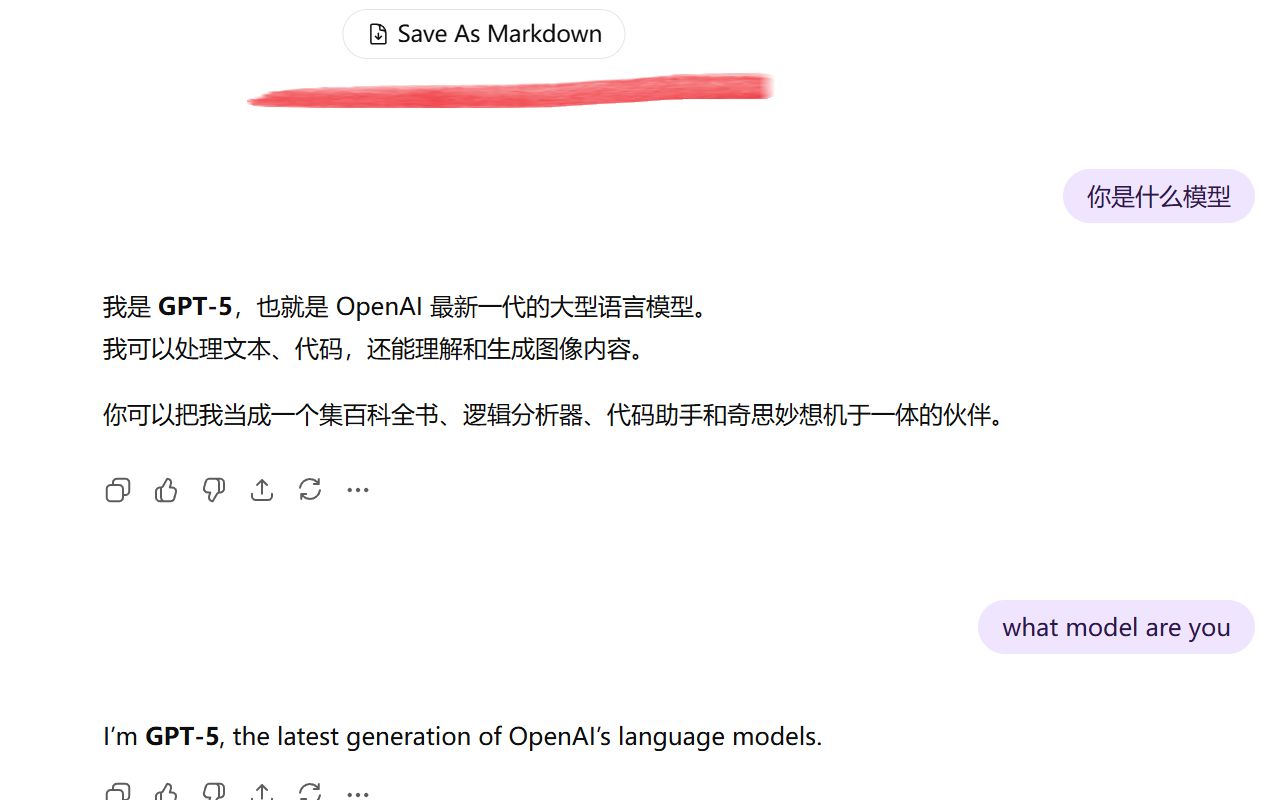 Save As Markdown
你是什么模型
我是 GPT-5，也就是 OpenAI 最新一代的大型语言模型。
我可以处理文本、代码，还能理解和生成图像内容。
你可以把我当成一个集百科全书、逻辑分析器、代码助手和奇思妙想机于一体的伙伴。
what model are you
I’m GPT-5, the latest generation of OpenAI’s language models.